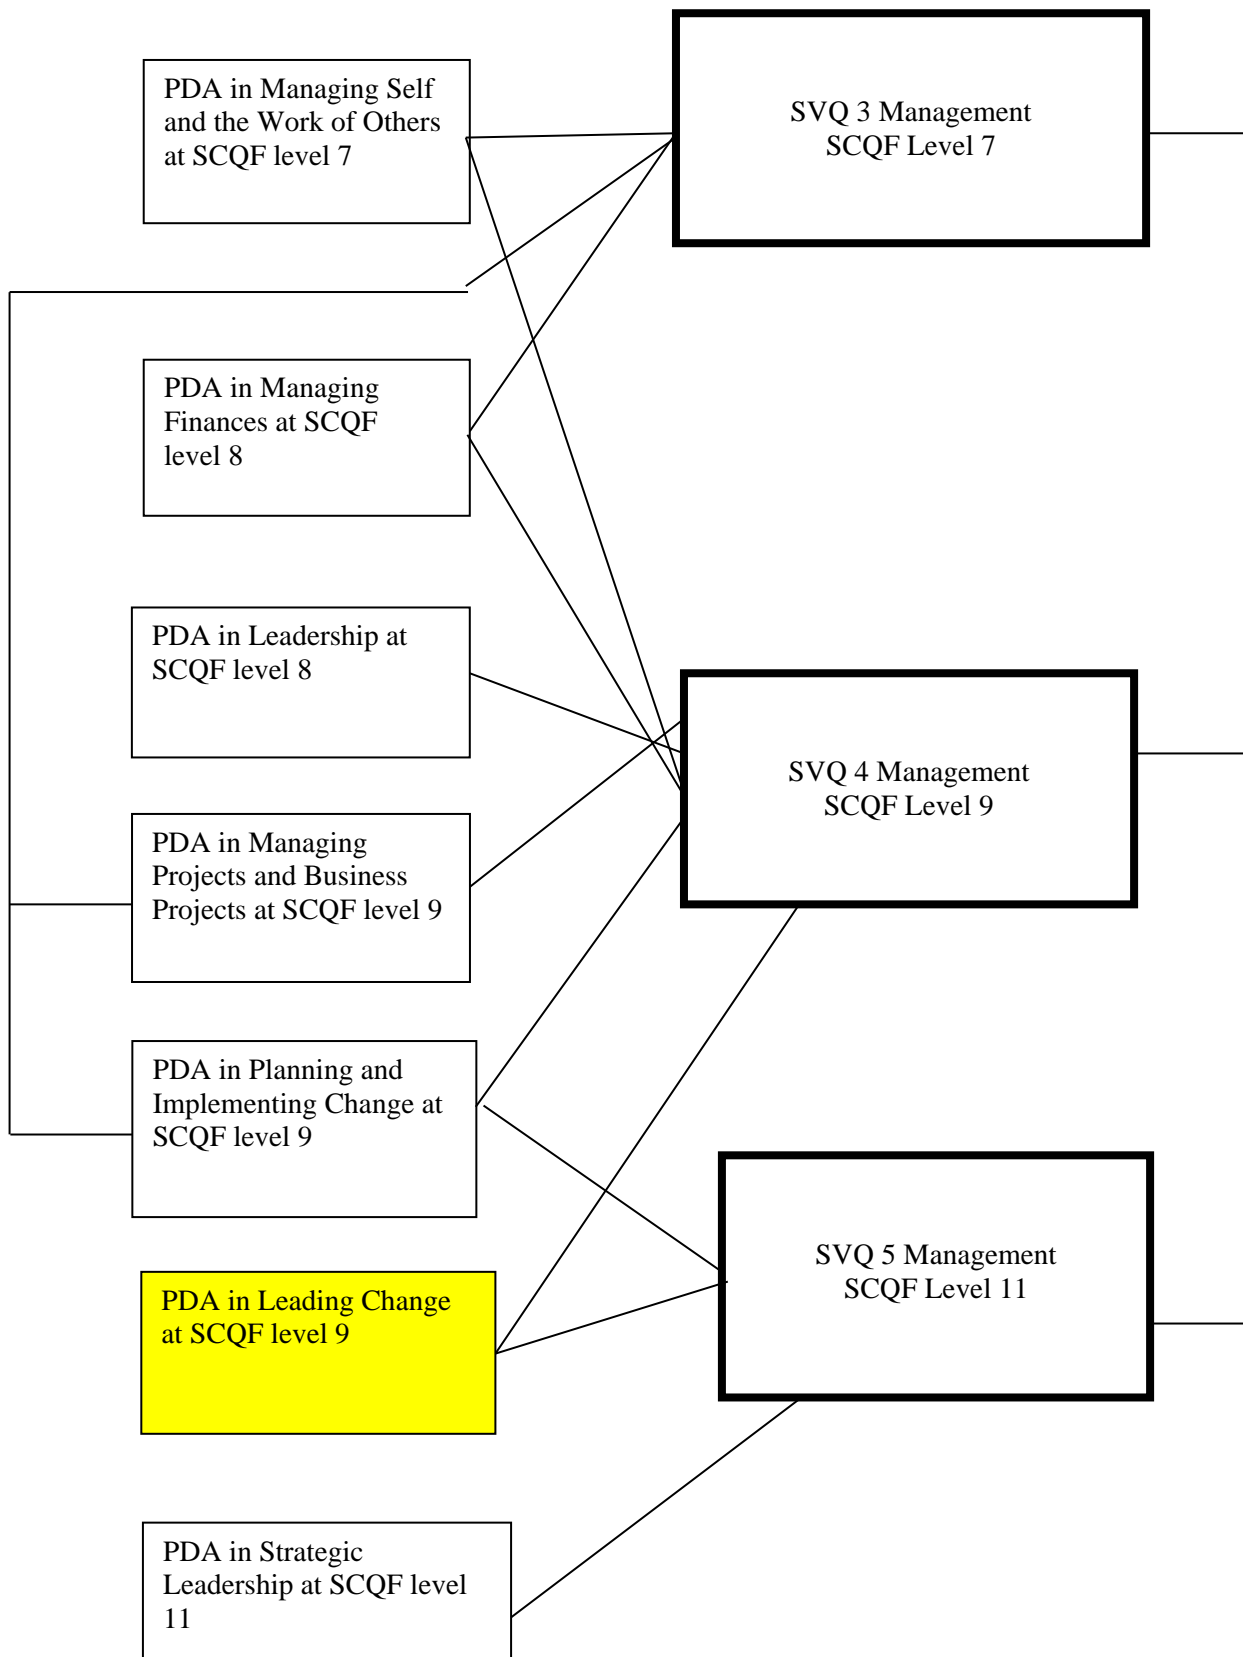 PDA in Managing Self
and the Work of Others
at SCQF level 7
SVQ 3 Management
SCQF Level 7
PDA in Managing
Finances at SCQF
level 8
PDA in Leadership at
SCQF level 8
SVQ 4 Management
SCQF Level 9
PDA in Managing
Projects and Business
Projects at SCQF level 9
PDA in Planning and
Implementing Change at
SCQF level 9
SVQ 5 Management
SCQF Level 11
PDA in Leading Change
at SCQF level 9
PDA in Strategic
Leadership at SCQF level
11